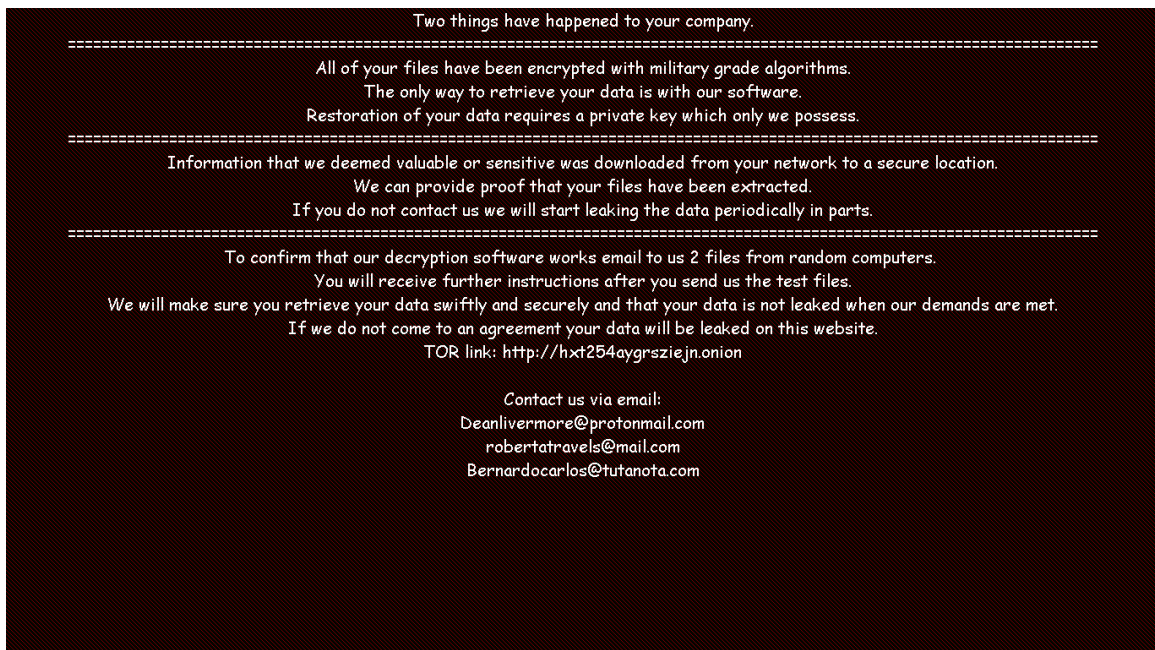 Two things have happened to your company.
=======================================================================================================
All of your files have been encrypted with military grade algorithms.
The only way to retrieve your data is with our software.
Restoration of your data requires a private key which only we possess.
=======================================================================================================
Information that we deemed valuable or sensitive was downloaded from your network to a secure location.
We can provide proof that your files have been extracted.
If you do not contact us we will start leaking the data periodically in parts.
=======================================================================================================
To confirm that our decryption software works email to us 2 files from random computers.
You will receive further instructions after you send us the test files.
We will make sure you retrieve your data swiftly and securely and that your data is not leaked when our demands are met.
If we do not come to an agreement your data will be leaked on this website.
TOR link: http://hxt254aygrsziejn.onion
Contact us via email:
Deanlivermore@protonmail.com
robertatravels@mail.com
Bernardocarlos@tutanota.com